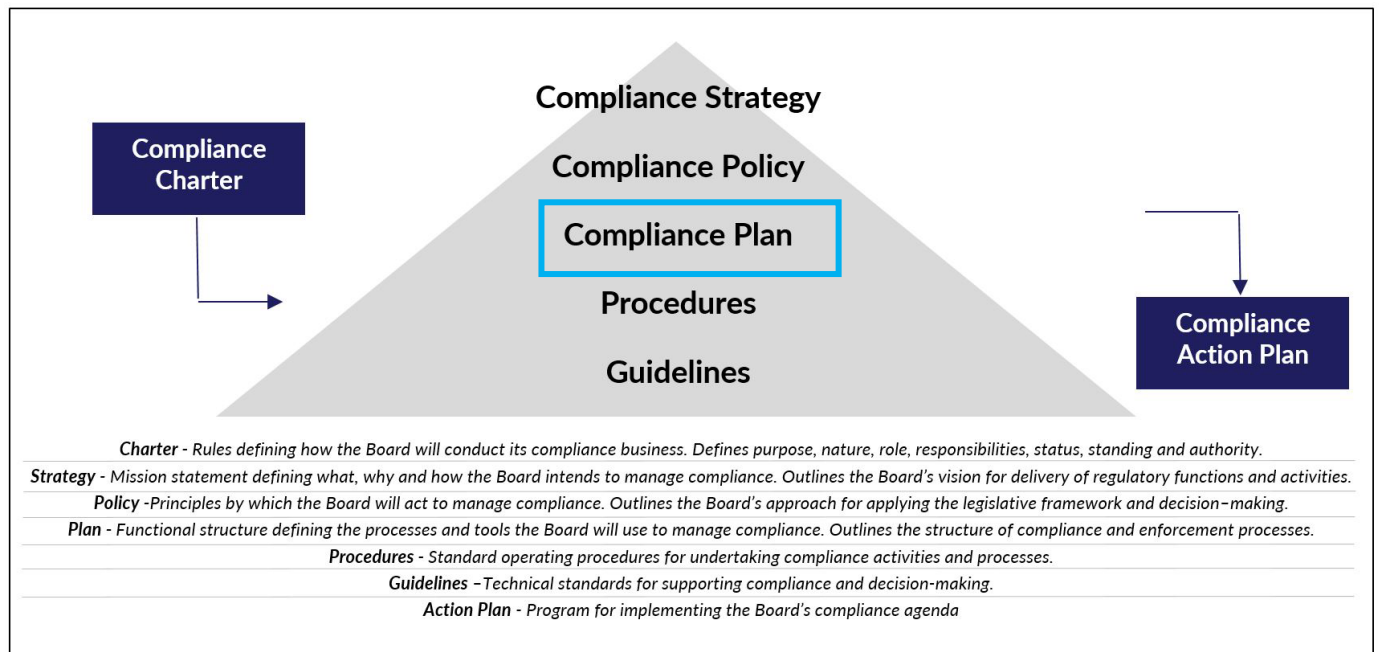 Compliance Strategy
Compliance
Charter
Compliance Policy
Compliance Plan
Procedures
Compliance
Action Plan
Guidelines
Charter - Rules defining how the Board will conduct its compliance business. Defines purpose, nature, role, responsibilities, status, standing and authority.
Strategy - Mission statement defining what, why and how the Board intends to manage compliance. Outlines the Board's vision for delivery of regulatory functions and activities.
Policy -Principles by which the Board will act to manage compliance. Outlines the Board's approach for applying the legislative framework and decision–making.
Plan - Functional structure defining the processes and tools the Board will use to manage compliance. Outlines the structure of compliance and enforcement processes.
Procedures - Standard operating procedures for undertaking compliance activities and processes.
Guidelines –Technical standards for supporting compliance and decision-making.
Action Plan - Program for implementing the Board's compliance agenda